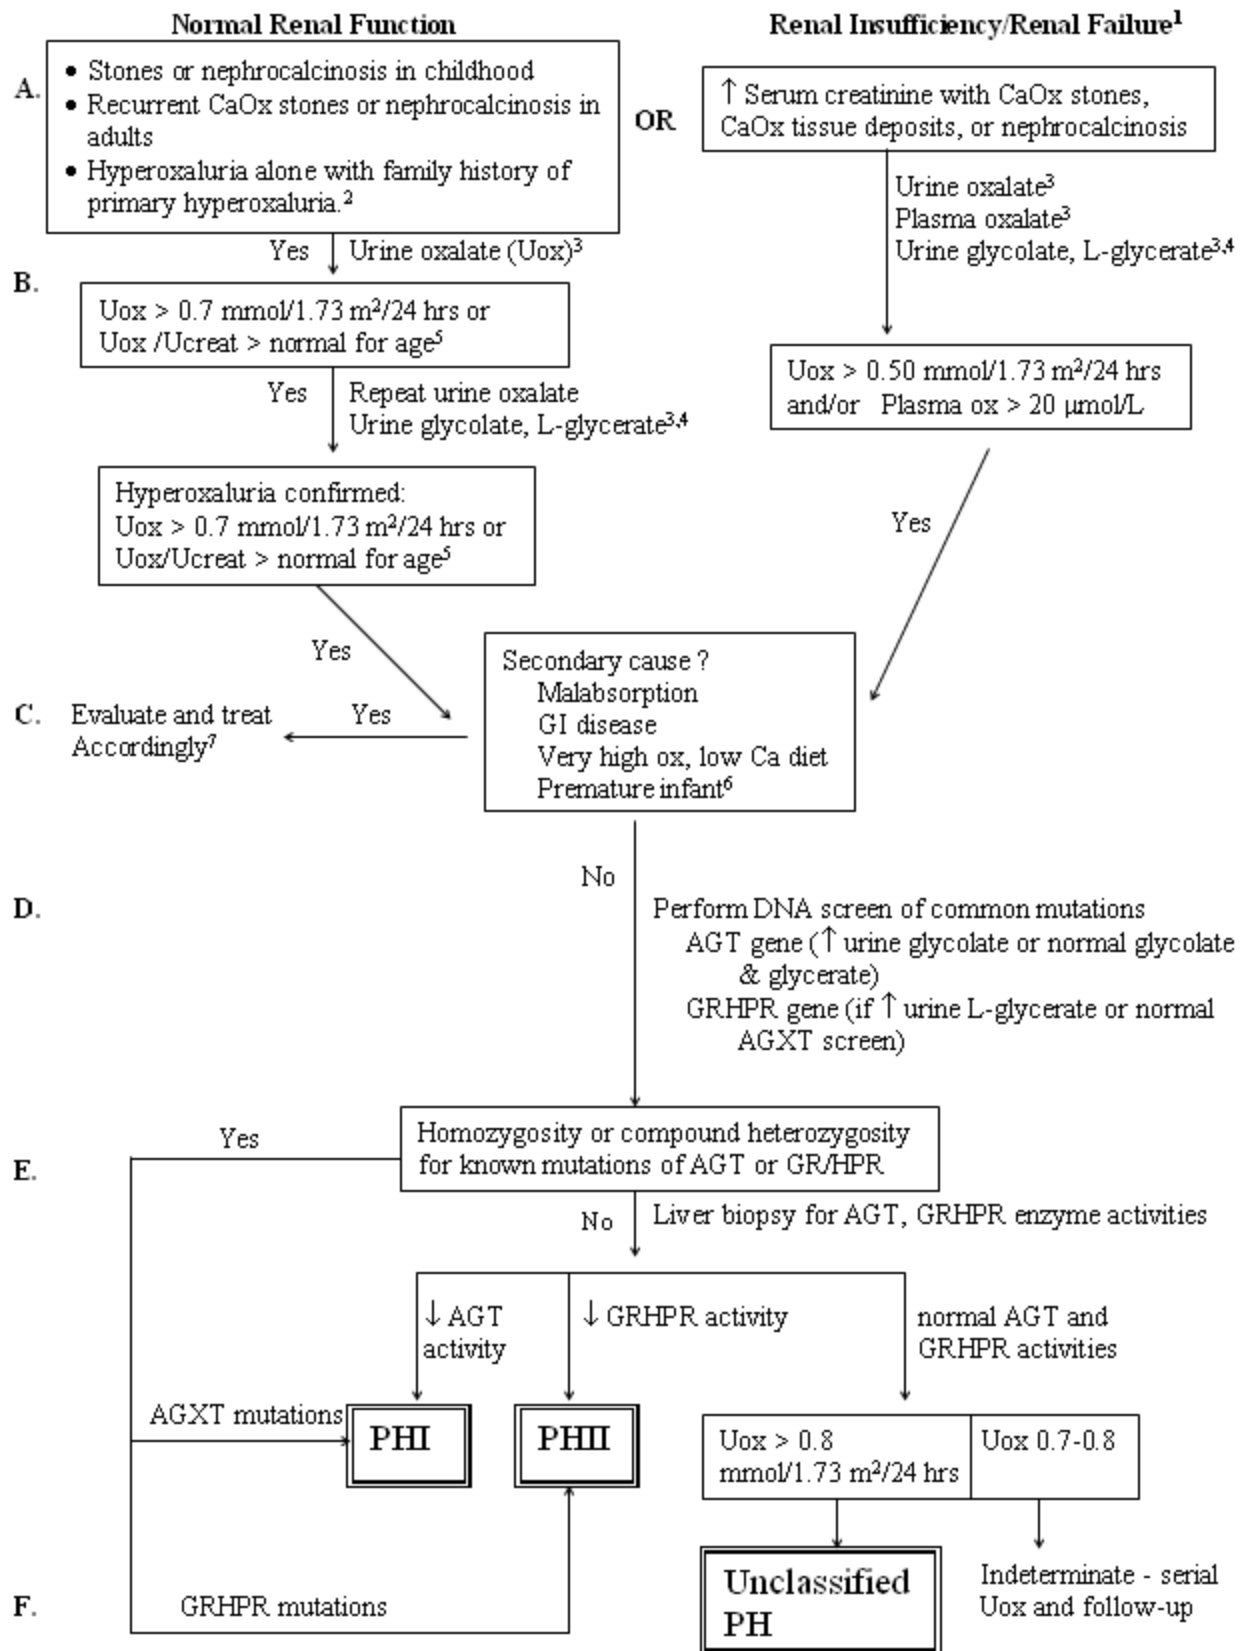 Normal Renal Function
Renal Insufficiency/Renal Failure¹
A.
• Stones or nephrocalcinosis in childhood
• Recurrent CaOx stones or nephrocalcinosis in
adults
• Hyperoxaluria alone with family history of
primary hyperoxaluria.²
OR
↑ Serum creatinine with CaOx stones,
CaOx tissue deposits, or nephrocalcinosis
Yes
Urine oxalate (Uox)³
Urine oxalate³
Plasma oxalate³
Urine glycolate, L-glycerate³,⁴
B.
Uox > 0.7 mmol/1.73 m²/24 hrs or
Uox /Ucreat > normal for age⁵
Yes
Repeat urine oxalate
Urine glycolate, L-glycerate³,⁴
Uox > 0.50 mmol/1.73 m²/24 hrs
and/or Plasma ox > 20 µmol/L
Hyperoxaluria confirmed:
Uox > 0.7 mmol/1.73 m²/24 hrs or
Uox/Ucreat > normal for age⁵
Yes
Yes
C.
Evaluate and treat
Accordingly⁷
Yes
Secondary cause ?
Malabsorption
GI disease
Very high ox, low Ca diet
Premature infant⁶
No
D.
Perform DNA screen of common mutations
AGT gene (↑ urine glycolate or normal glycolate
& glycerate)
GRHPR gene (if ↑ urine L-glycerate or normal
AGXT screen)
Yes
E.
Homozygosity or compound heterozygosity
for known mutations of AGT or GR/HPR
No
Liver biopsy for AGT, GRHPR enzyme activities
↓ AGT
activity
↓ GRHPR activity
normal AGT and
GRHPR activities
AGXT mutations
PHI
PHII
Uox > 0.8
mmol/1.73 m²/24 hrs
Uox 0.7-0.8
F.
GRHPR mutations
Unclassified
PH
Indeterminate - serial
Uox and follow-up